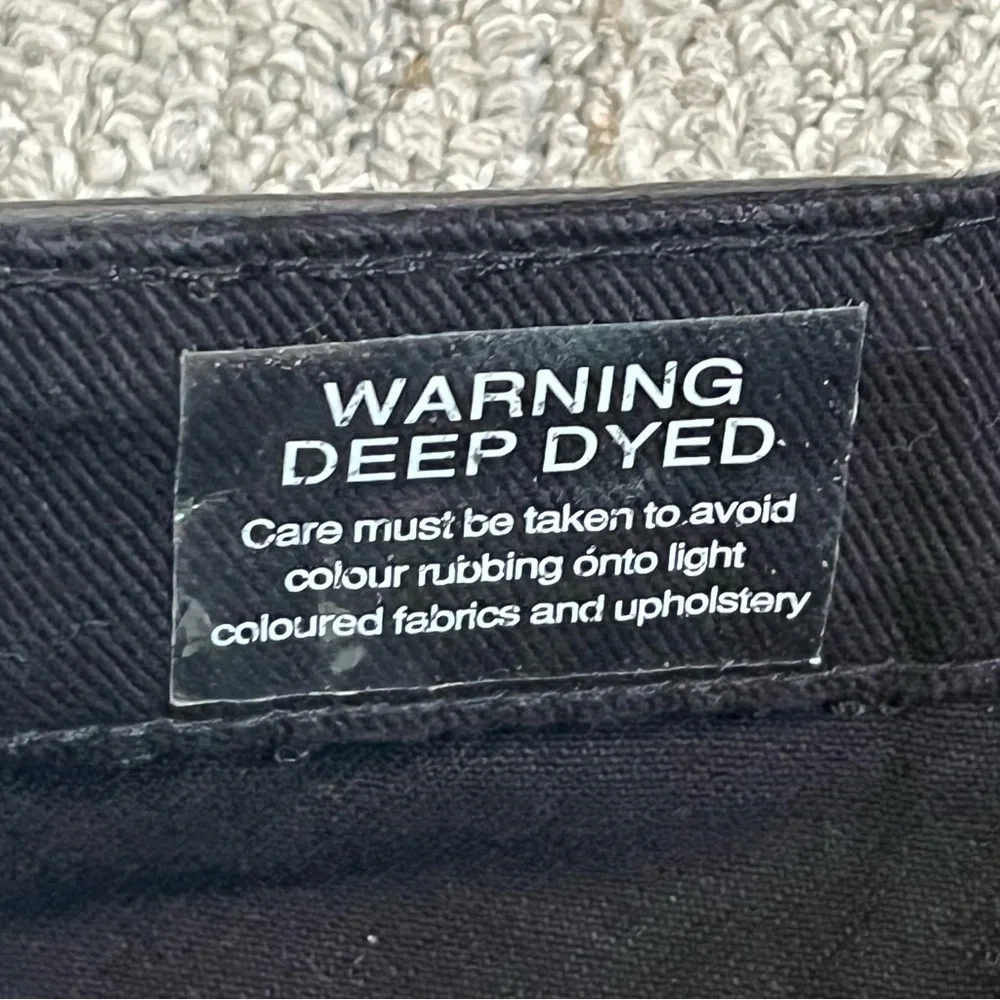 WARNING
DEEP DYED
Care must be taken to avoid
colour rubbing onto light
coloured fabrics and upholstery